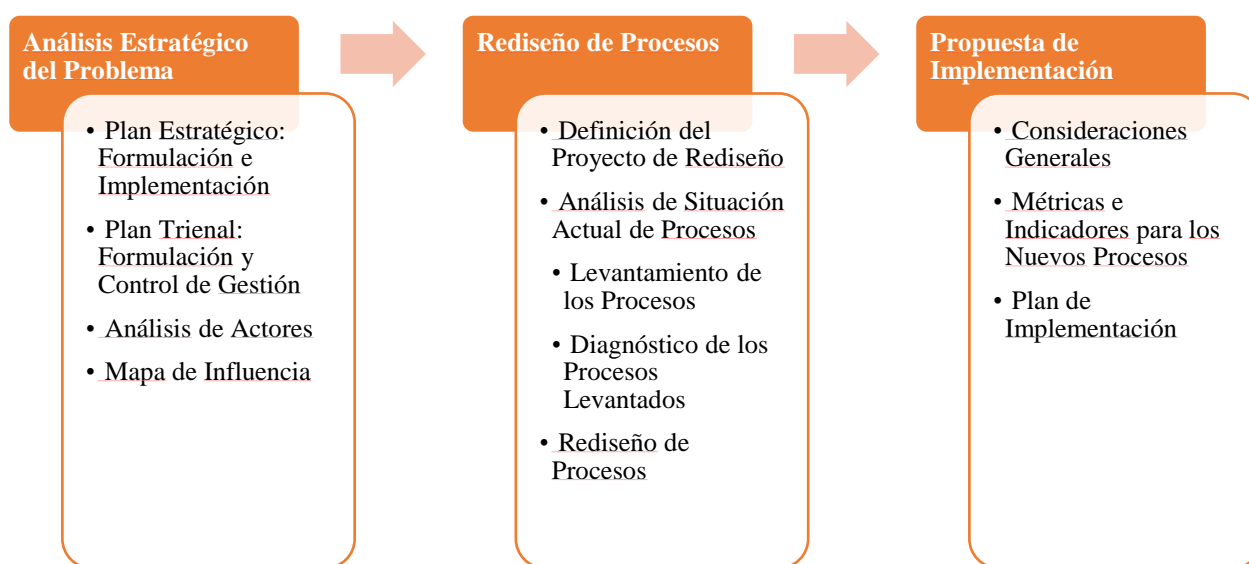 Análisis Estratégico
del Problema
• Plan Estratégico:
Formulación e
Implementación
• Plan Trienal:
Formulación y
Control de Gestión
• Análisis de Actores
• Mapa de Influencia
Rediseño de Procesos
• Definición del
Proyecto de Rediseño
• Análisis de Situación
Actual de Procesos
• Levantamiento de
los Procesos
• Diagnóstico de los
Procesos
Levantados
• Rediseño de
Procesos
Propuesta de
Implementación
• Consideraciones
Generales
• Métricas e
Indicadores para los
Nuevos Procesos
• Plan de
Implementación